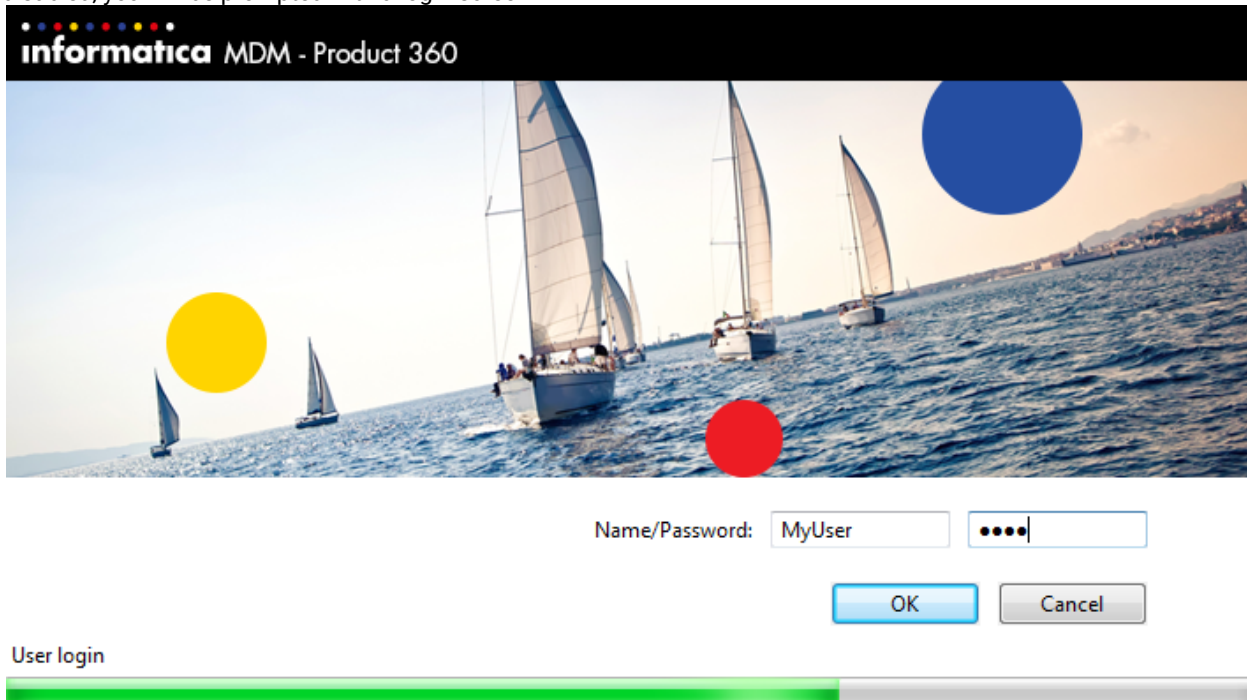 informatica MDM - Product 360
Name/Password: MyUser ••••
OK Cancel
User login